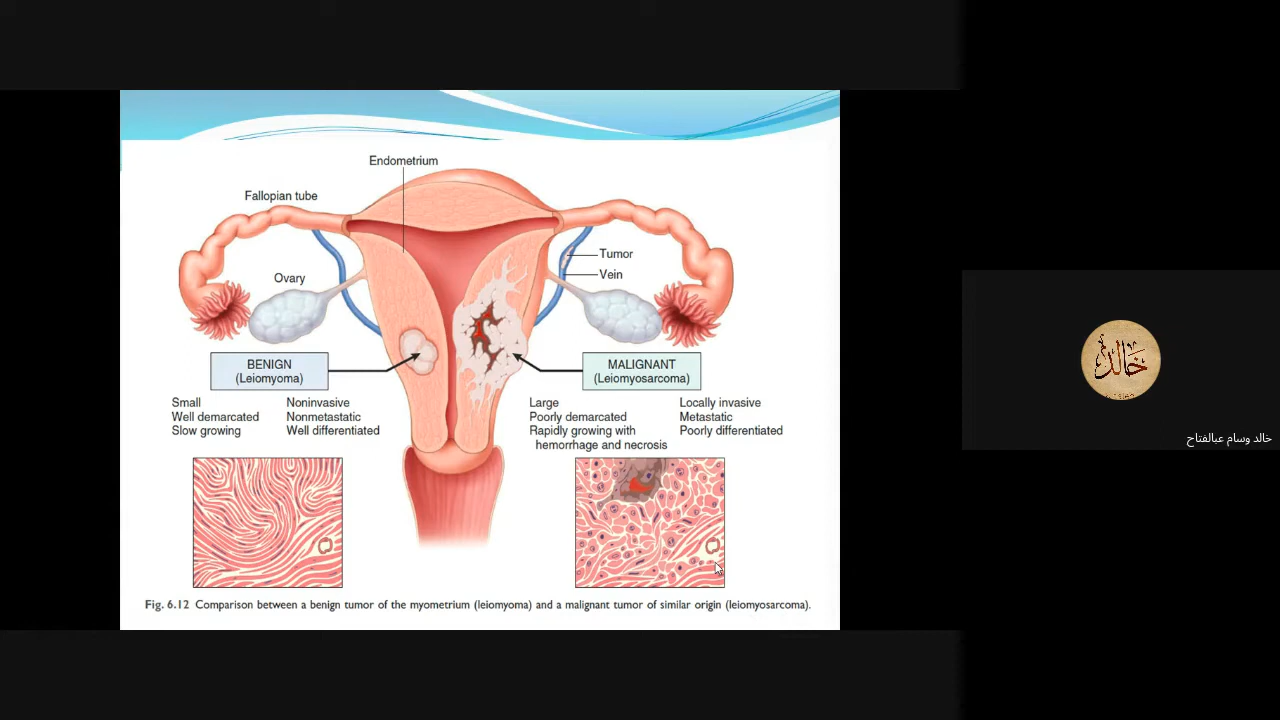 Endometrium
Fallopian tube
Tumor
Vein
Ovary
BENIGN
(Leiomyoma)
MALIGNANT
(Leiomyosarcoma)
Small
Well demarcated
Slow growing
Noninvasive
Nonmetastatic
Well differentiated
Large
Poorly demarcated
Rapidly growing with
hemorrhage and necrosis
Locally invasive
Metastatic
Poorly differentiated
Fig. 6.12 Comparison between a benign tumor of the myometrium (leiomyoma) and a malignant tumor of similar origin (leiomyosarcoma).
خالد
خالد وسام عبالفتاح